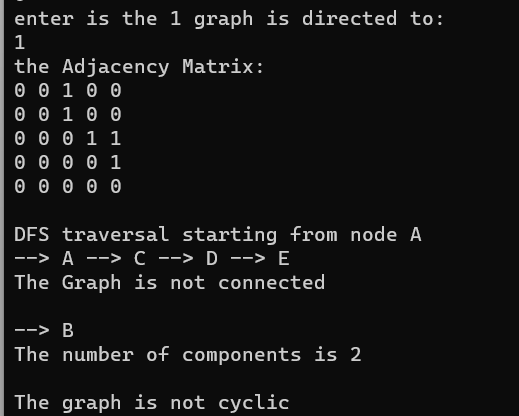 enter is the 1 graph is directed to:
1
the Adjacency Matrix:
0 0 1 0 0
0 0 1 0 0
0 0 0 1 1
0 0 0 0 1
0 0 0 0 0
DFS traversal starting from node A
--> A --> C --> D --> E
The Graph is not connected
--> B
The number of components is 2
The graph is not cyclic